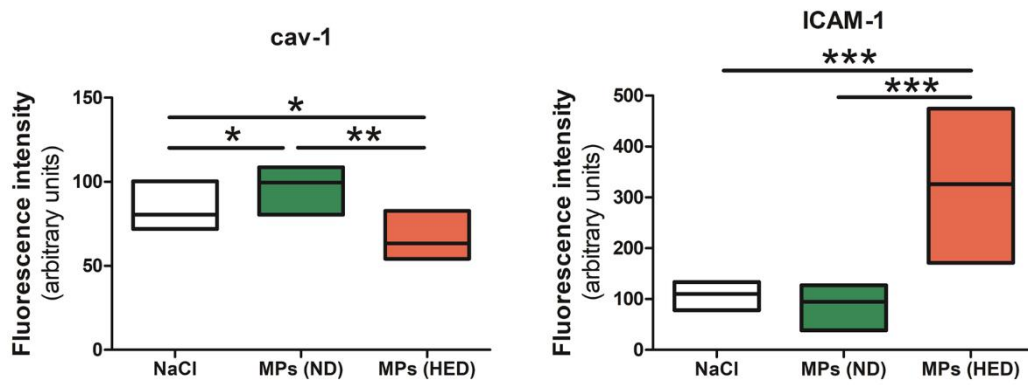 cav-1
Fluorescence intensity
(arbitrary units)
150
100
50
0
*
*
**
NaCl
MPs (ND)
MPs (HED)
ICAM-1
Fluorescence intensity
(arbitrary units)
500
400
300
200
100
0
***
***
NaCl
MPs (ND)
MPs (HED)